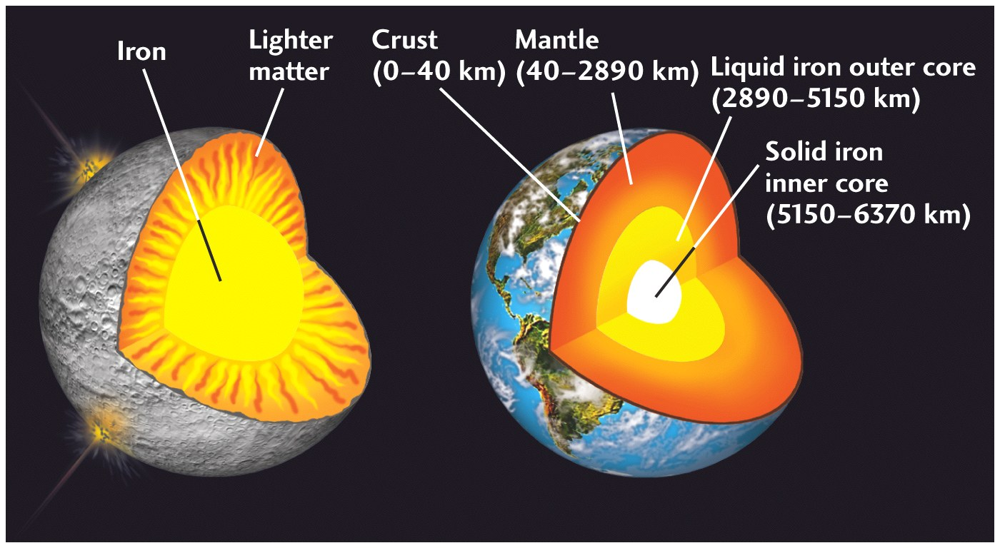 Iron
Lighter
matter
Crust
(0–40 km)
Mantle
(40–2890 km)
Liquid iron outer core
(2890–5150 km)
Solid iron
inner core
(5150–6370 km)